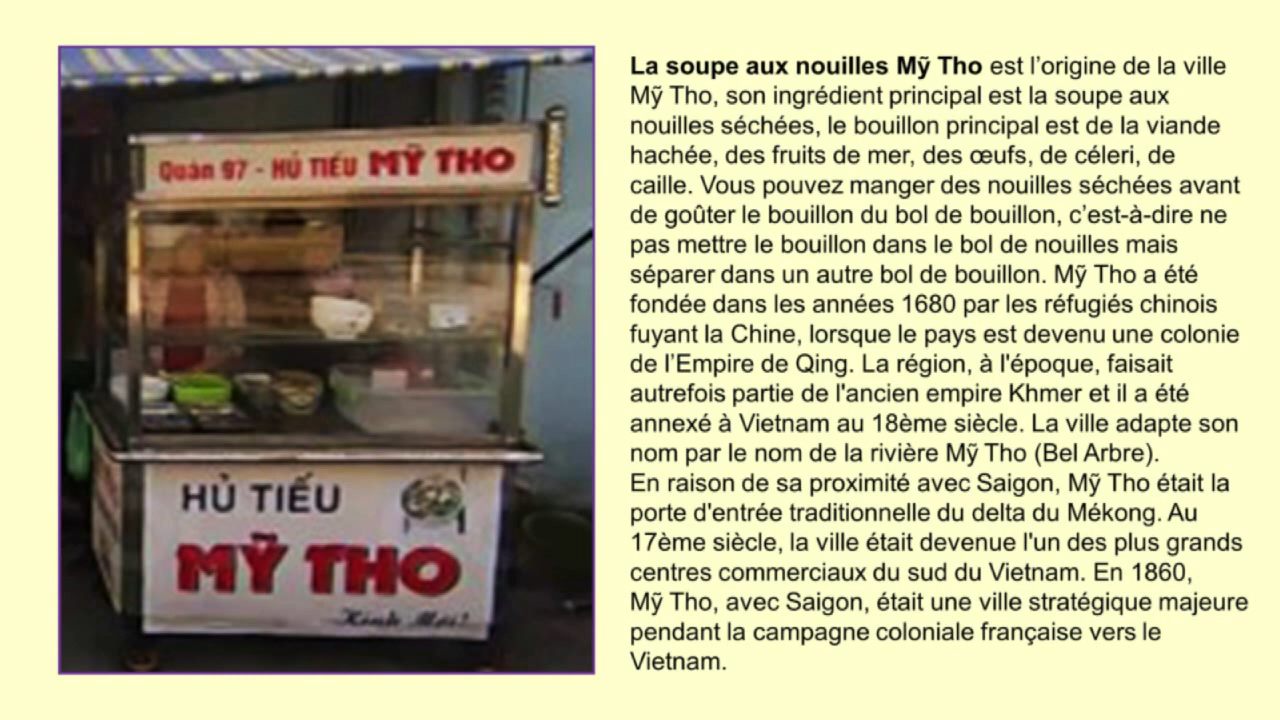 Quán 97 - HỦ TIẾU MỸ THO
HỦ TIẾU
MỸ THO
Kính Mời!
La soupe aux nouilles Mỹ Tho est l’origine de la ville
Mỹ Tho, son ingrédient principal est la soupe aux
nouilles séchées, le bouillon principal est de la viande
hachée, des fruits de mer, des œufs, de céleri, de
caille. Vous pouvez manger des nouilles séchées avant
de goûter le bouillon du bol de bouillon, c’est-à-dire ne
pas mettre le bouillon dans le bol de nouilles mais
séparer dans un autre bol de bouillon. Mỹ Tho a été
fondée dans les années 1680 par les réfugiés chinois
fuyant la Chine, lorsque le pays est devenu une colonie
de l’Empire de Qing. La région, à l'époque, faisait
autrefois partie de l'ancien empire Khmer et il a été
annexé à Vietnam au 18ème siècle. La ville adapte son
nom par le nom de la rivière Mỹ Tho (Bel Arbre).
En raison de sa proximité avec Saigon, Mỹ Tho était la
porte d'entrée traditionnelle du delta du Mékong. Au
17ème siècle, la ville était devenue l'un des plus grands
centres commerciaux du sud du Vietnam. En 1860,
Mỹ Tho, avec Saigon, était une ville stratégique majeure
pendant la campagne coloniale française vers le
Vietnam.